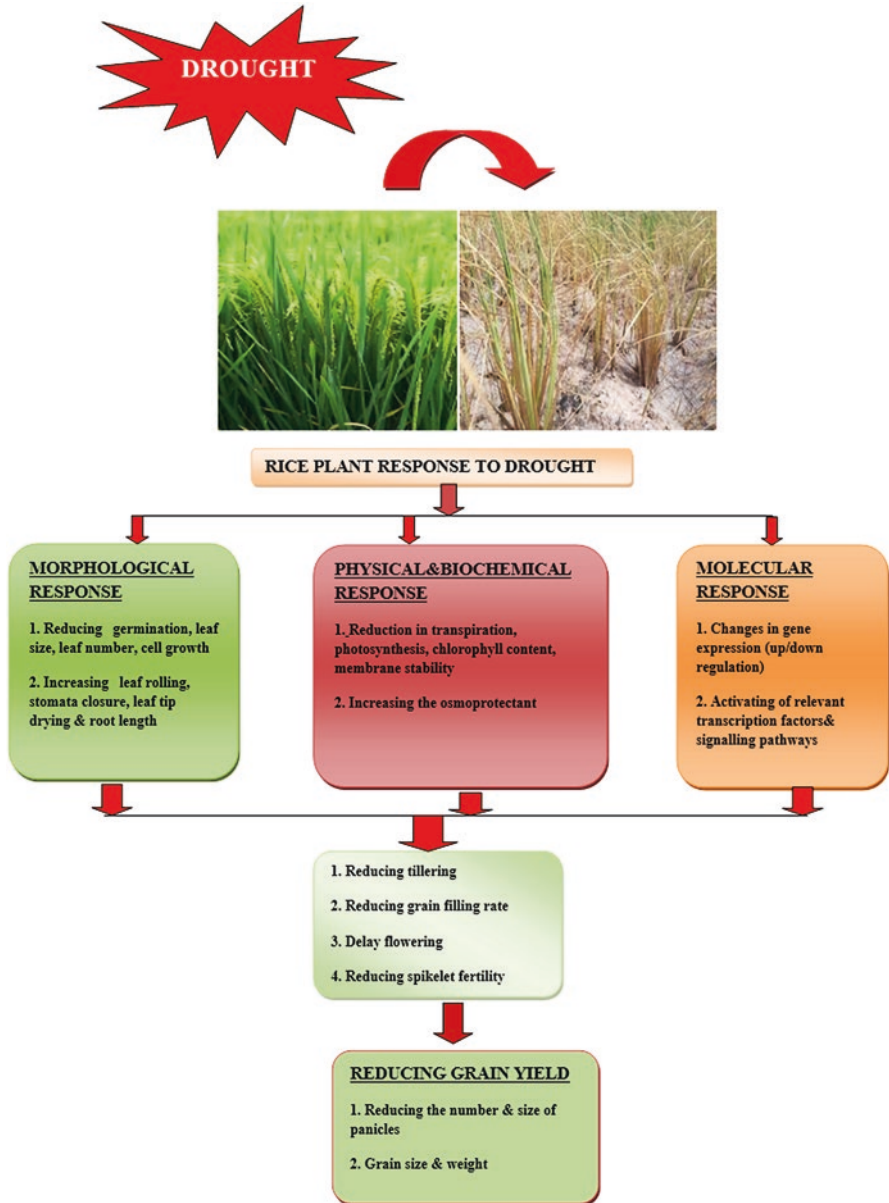 DROUGHT
RICE PLANT RESPONSE TO DROUGHT
MORPHOLOGICAL
RESPONSE
1. Reducing germination, leaf
size, leaf number, cell growth
2. Increasing leaf rolling,
stomata closure, leaf tip
drying & root length
PHYSICAL&BIOCHEMICAL
RESPONSE
1. Reduction in transpiration,
photosynthesis, chlorophyll content,
membrane stability
2. Increasing the osmoprotectant
MOLECULAR
RESPONSE
1. Changes in gene
expression (up/down
regulation)
2. Activating of relevant
transcription factors&
signalling pathways
1. Reducing tillering
2. Reducing grain filling rate
3. Delay flowering
4. Reducing spikelet fertility
REDUCING GRAIN YIELD
1. Reducing the number & size of
panicles
2. Grain size & weight